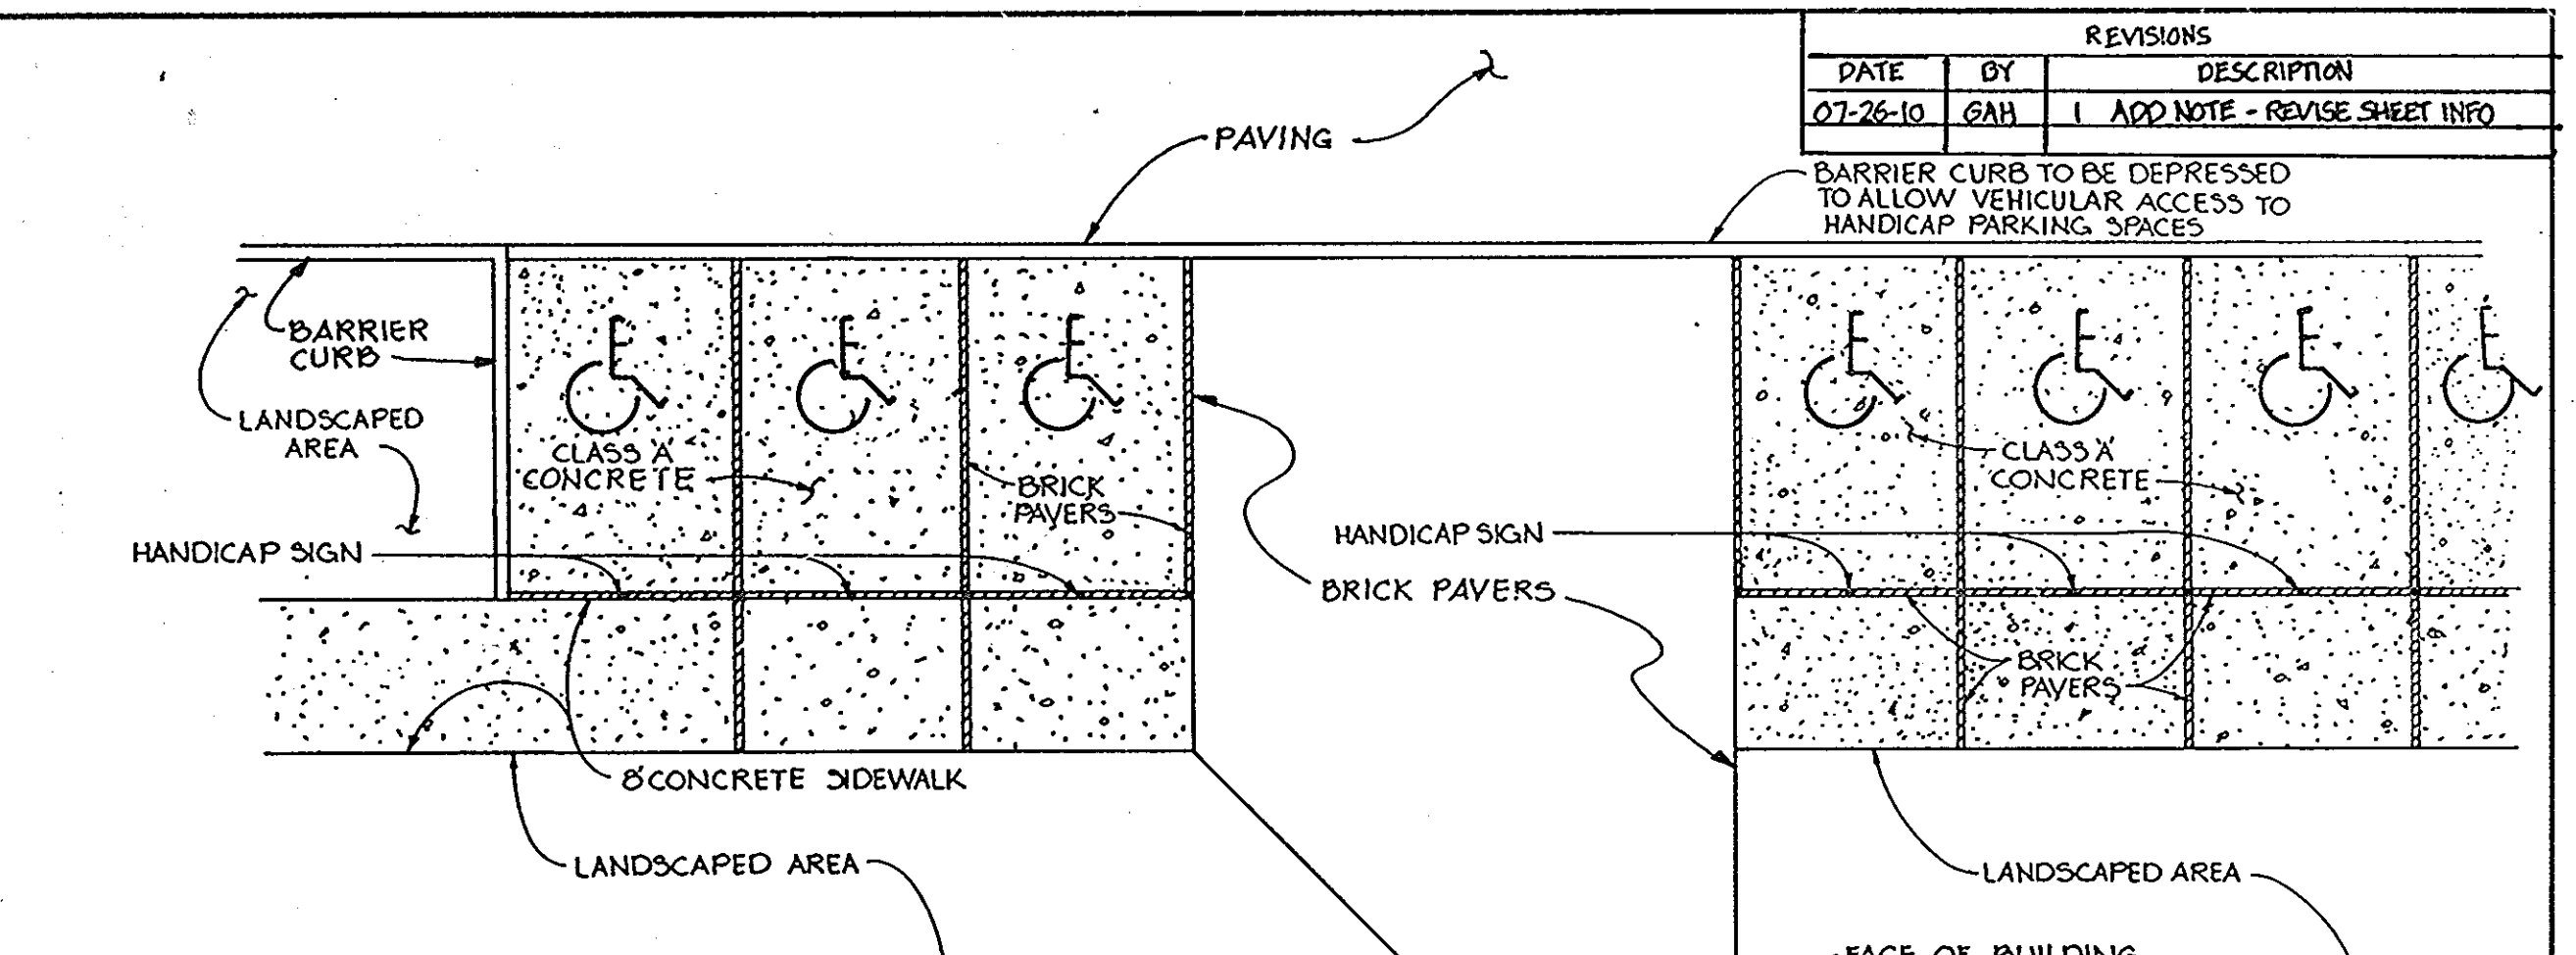 REVISIONS
DATE BY DESCRIPTION
07-26-10 GAH 1 ADD NOTE - REVISE SHEET INFO
PAVING
BARRIER CURB TO BE DEPRESSED
TO ALLOW VEHICULAR ACCESS TO
HANDICAP PARKING SPACES
BARRIER
CURB
LANDSCAPED
AREA
CLASS 'A'
CONCRETE
BRICK
PAVERS
CLASS 'A'
CONCRETE
HANDICAP SIGN
HANDICAP SIGN
BRICK PAVERS
BRICK
PAVERS
8' CONCRETE SIDEWALK
LANDSCAPED AREA
LANDSCAPED AREA
FACE OF BUILDING